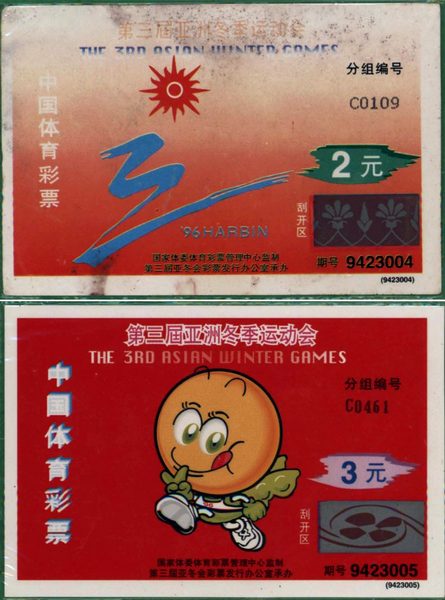 第三届亚洲冬季运动会
THE 3RD ASIAN WINTER GAMES
中国体育彩票
分组编号
C0109
2元
'96 HARBIN
刮开区
国家体委体育彩票管理中心监制
第三届亚冬会彩票发行办公室承办
期号 9423004
(9423004)
第三届亚洲冬季运动会
THE 3RD ASIAN WINTER GAMES
中国体育彩票
分组编号
C0461
3元
刮开区
国家体委体育彩票管理中心监制
第三届亚冬会彩票发行办公室承办
期号 9423005
(9423005)